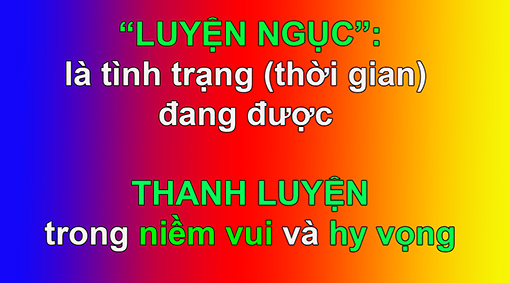 “LUYỆN NGỤC”:
là tình trạng (thời gian)
đang được
THANH LUYỆN
trong niềm vui và hy vọng